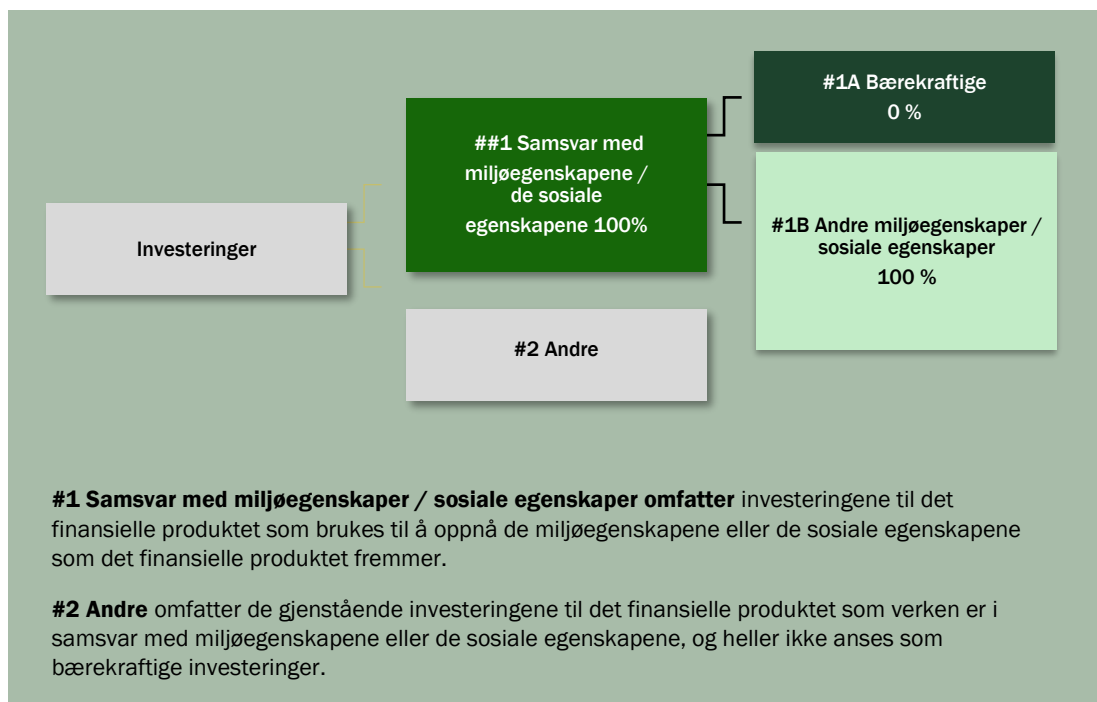 Investeringer
##1 Samsvar med
miljøegenskapene /
de sosiale
egenskapene 100%
#2 Andre
#1A Bærekraftige
0 %
#1B Andre miljøegenskaper /
sosiale egenskaper
100 %
#1 Samsvar med miljøegenskaper / sosiale egenskaper omfatter investeringene til det
finansielle produktet som brukes til å oppnå de miljøegenskapene eller de sosiale egenskapene
som det finansielle produktet fremmer.
#2 Andre omfatter de gjenstående investeringene til det finansielle produktet som verken er i
samsvar med miljøegenskapene eller de sosiale egenskapene, og heller ikke anses som
bærekraftige investeringer.